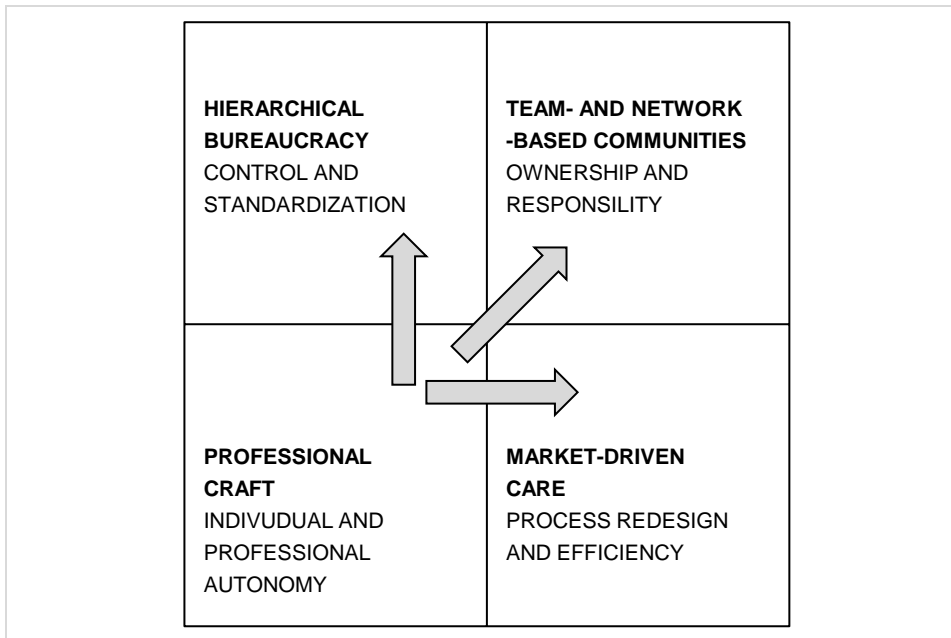 HIERARCHICAL
BUREAUCRACY
CONTROL AND
STANDARDIZATION
TEAM- AND NETWORK
-BASED COMMUNITIES
OWNERSHIP AND
RESPONSILITY
PROFESSIONAL
CRAFT
INDIVUDUAL AND
PROFESSIONAL
AUTONOMY
MARKET-DRIVEN
CARE
PROCESS REDESIGN
AND EFFICIENCY